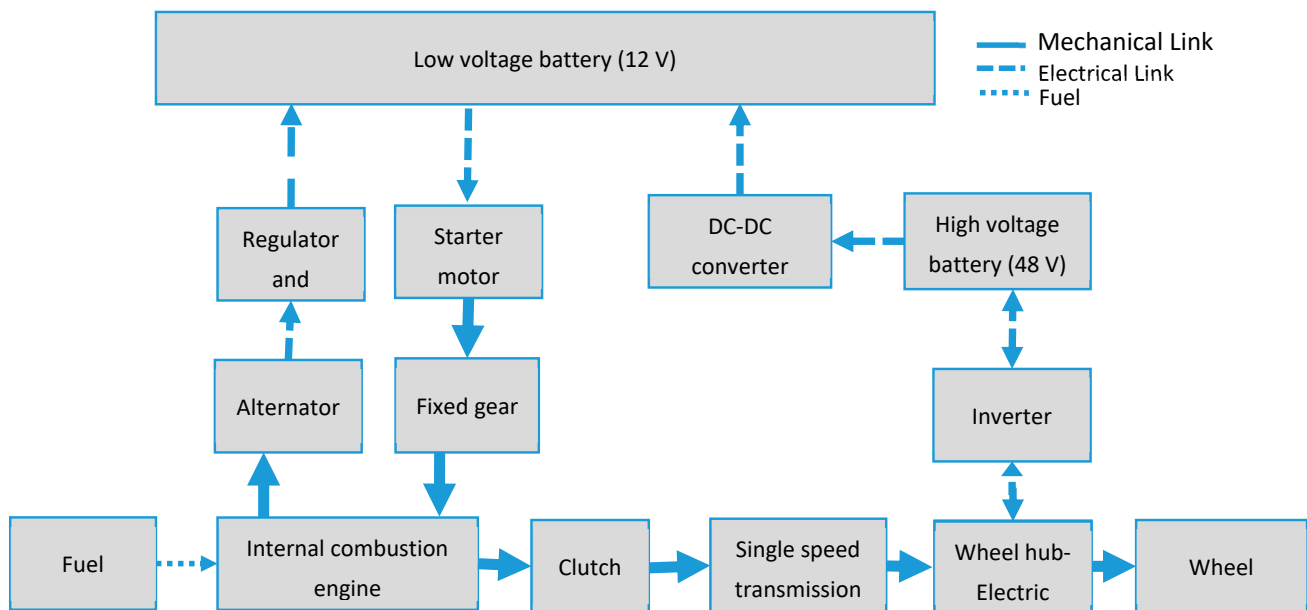 Low voltage battery (12 V)
Mechanical Link
Electrical Link
Fuel
Regulator
and
Starter
motor
DC-DC
converter
High voltage
battery (48 V)
Alternator
Fixed gear
Inverter
Fuel
Internal combustion
engine
Clutch
Single speed
transmission
Wheel hub-
Electric
Wheel